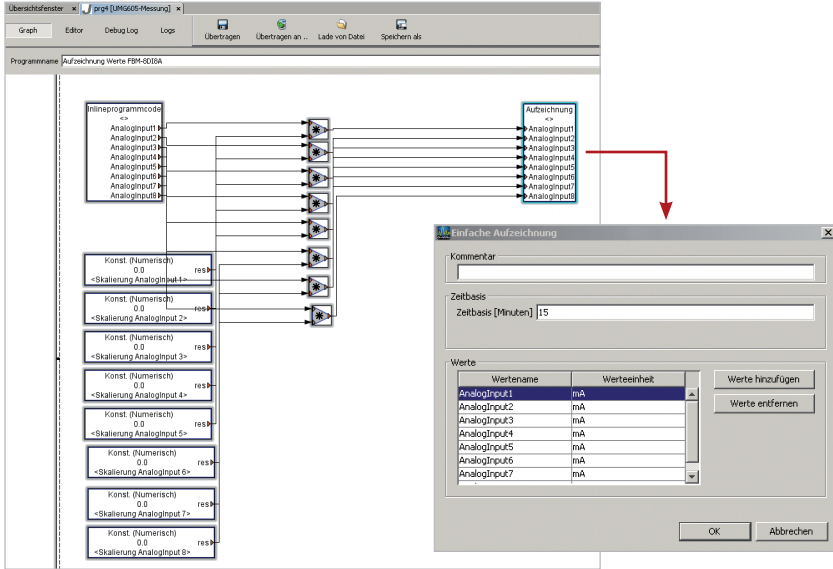 Übersichtsfenster × prg4 [UMG605-Messung] ×
Graph Editor Debug Log Logs Übertragen Übertragen an .. Lade von Datei Speichern als
Programmname Aufzeichnung Werte FBM-8DI8A
Inlineprogrammcode
<>
AnalogInput1
AnalogInput2
AnalogInput3
AnalogInput4
AnalogInput5
AnalogInput6
AnalogInput7
AnalogInput8
Aufzeichnung
<>
AnalogInput1
AnalogInput2
AnalogInput3
AnalogInput4
AnalogInput5
AnalogInput6
AnalogInput7
AnalogInput8
Konst. (Numerisch)
0.0 res
<Skalierung AnalogInput 1>
Konst. (Numerisch)
0.0 res
<Skalierung AnalogInput 2>
Konst. (Numerisch)
0.0 res
<Skalierung AnalogInput 3>
Konst. (Numerisch)
0.0 res
<Skalierung AnalogInput 4>
Konst. (Numerisch)
0.0 res
<Skalierung AnalogInput 5>
Konst. (Numerisch)
0.0 res
<Skalierung AnalogInput 6>
Konst. (Numerisch)
0.0 res
<Skalierung AnalogInput 7>
Konst. (Numerisch)
0.0 res
<Skalierung AnalogInput 8>
Einfache Aufzeichnung
Kommentar
Zeitbasis
Zeitbasis [Minuten] 15
Werte
Wertename Werteeinheit
AnalogInput1 mA
AnalogInput2 mA
AnalogInput3 mA
AnalogInput4 mA
AnalogInput5 mA
AnalogInput6 mA
AnalogInput7 mA
Werte hinzufügen
Werte entfernen
OK Abbrechen